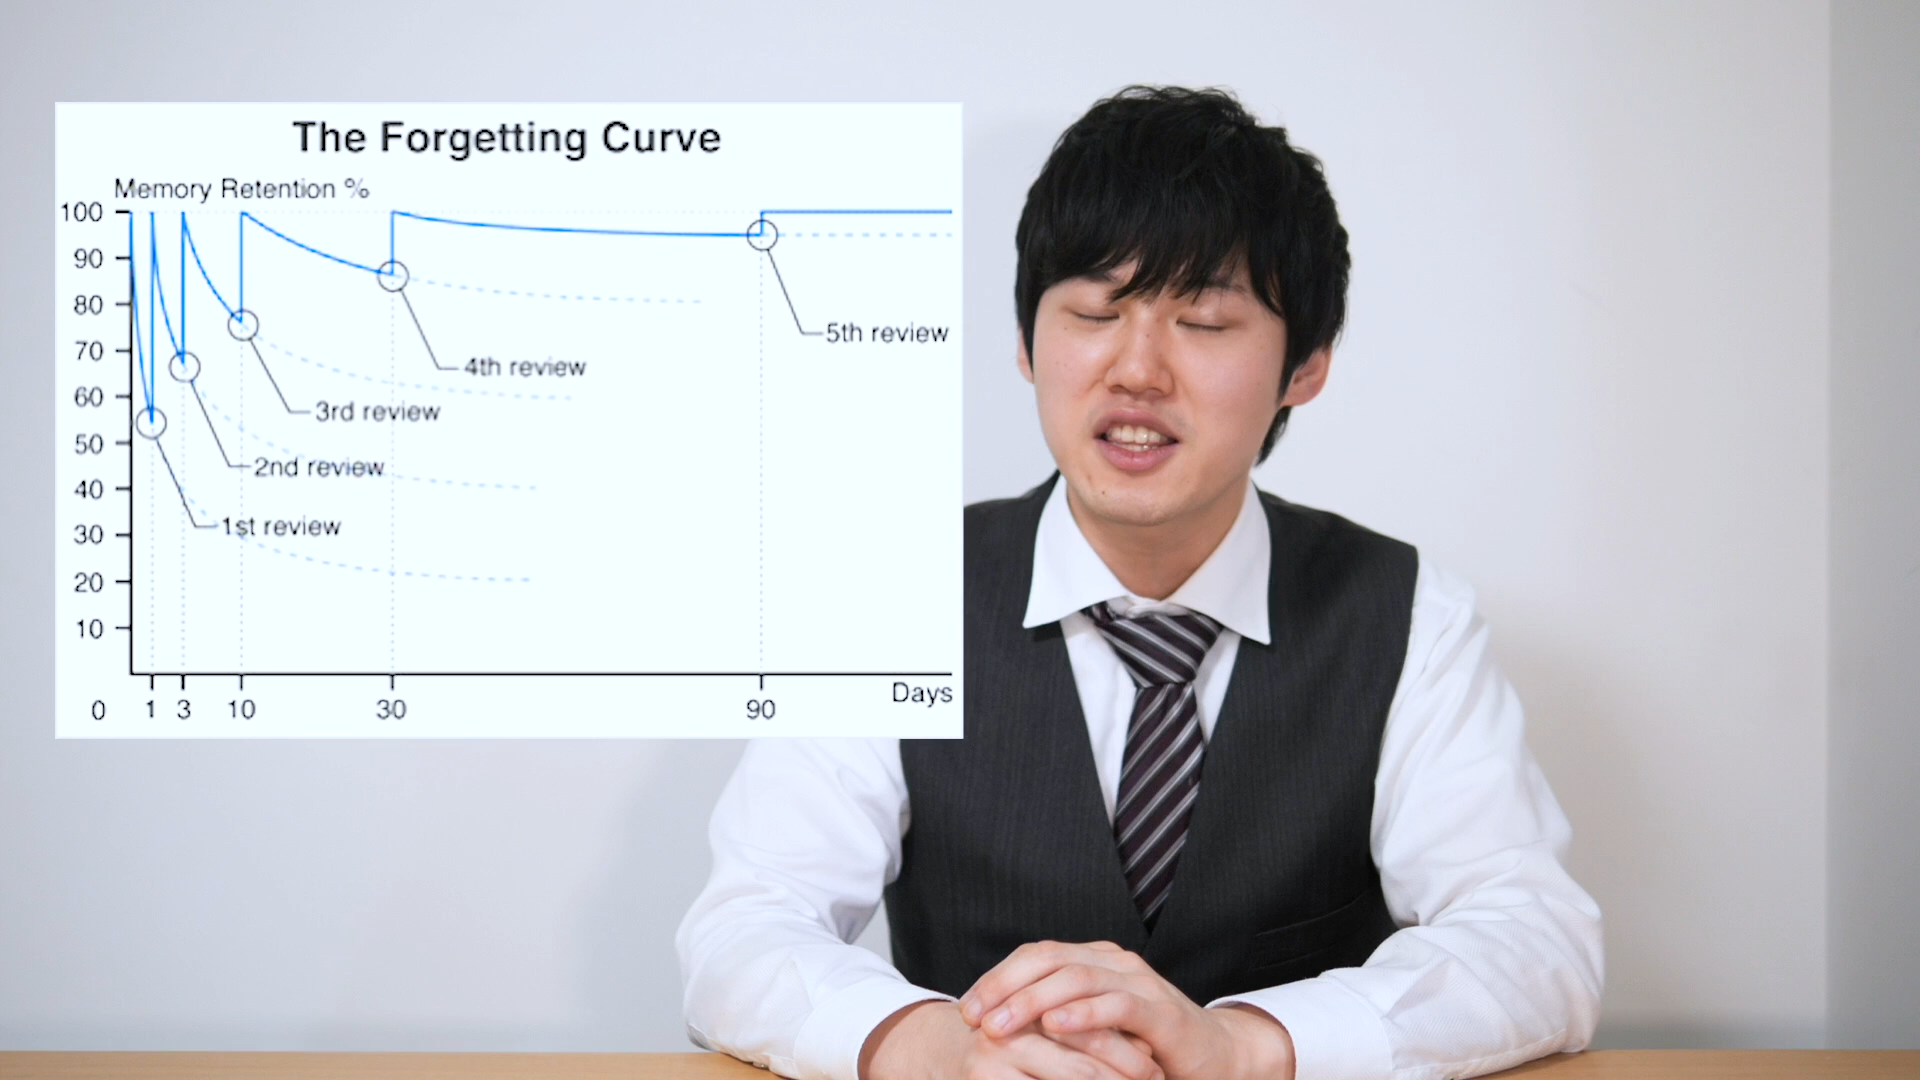 The Forgetting Curve
Memory Retention %
100
90
80
70
60
50
40
30
20
10
0
1st review
2nd review
3rd review
4th review
5th review
1 3 10 30 90
Days